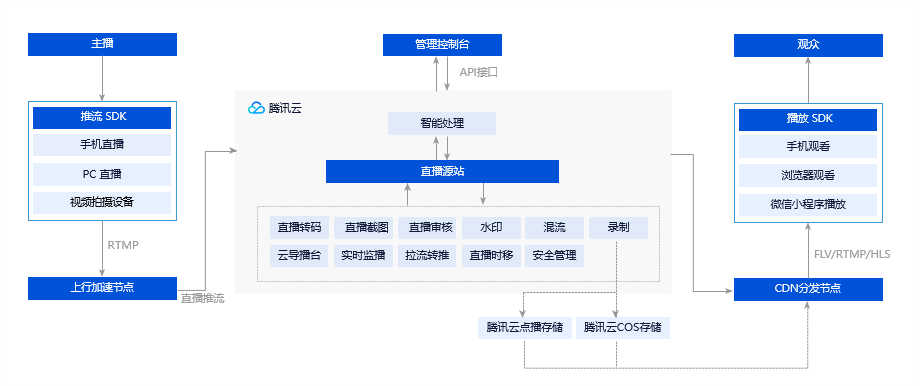 主播
管理控制台
观众
API接口
推流 SDK
手机直播
PC 直播
视频拍摄设备
RTMP
上行加速节点
直播推流
腾讯云
智能处理
直播源站
直播转码
直播截图
直播审核
水印
混流
录制
云导播台
实时监播
拉流转推
直播时移
安全管理
腾讯云点播存储
腾讯云COS存储
播放 SDK
手机观看
浏览器观看
微信小程序播放
FLV/RTMP/HLS
CDN分发节点